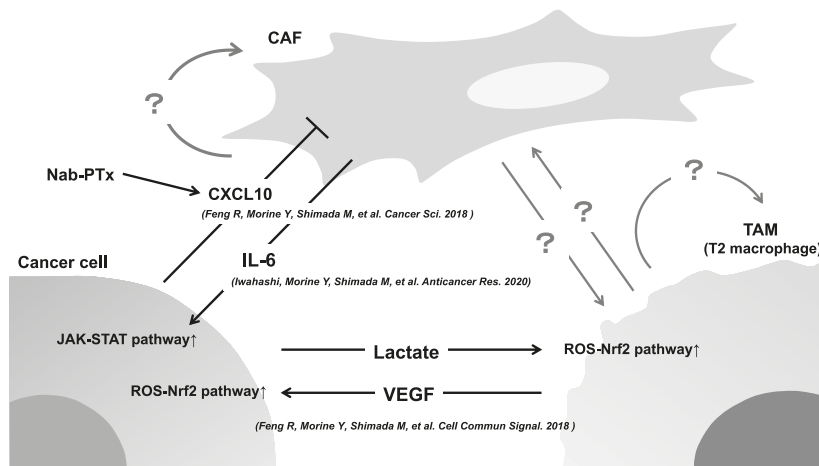 CAF
?
Nab-PTx
CXCL10
(Feng R, Morine Y, Shimada M, et al. Cancer Sci. 2018 )
?
?
?
TAM
(T2 macrophage)
IL-6
(Iwahashi, Morine Y, Shimada M, et al. Anticancer Res. 2020)
Cancer cell
JAK-STAT pathway↑
Lactate
ROS-Nrf2 pathway↑
ROS-Nrf2 pathway↑
VEGF
(Feng R, Morine Y, Shimada M, et al. Cell Commun Signal. 2018 )